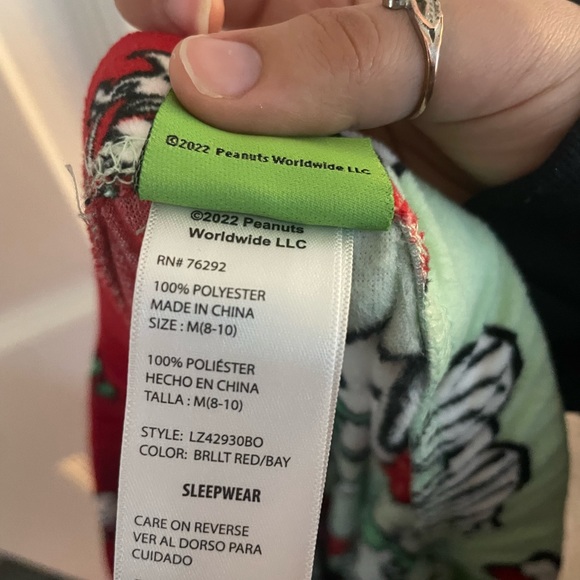 ©2022 Peanuts Worldwide LLC
©2022 Peanuts
Worldwide LLC
RN# 76292
100% POLYESTER
MADE IN CHINA
SIZE : M(8-10)
100% POLIÉSTER
HECHO EN CHINA
TALLA : M(8-10)
STYLE: LZ42930BO
COLOR: BRLLT RED/BAY
SLEEPWEAR
CARE ON REVERSE
VER AL DORSO PARA
CUIDADO